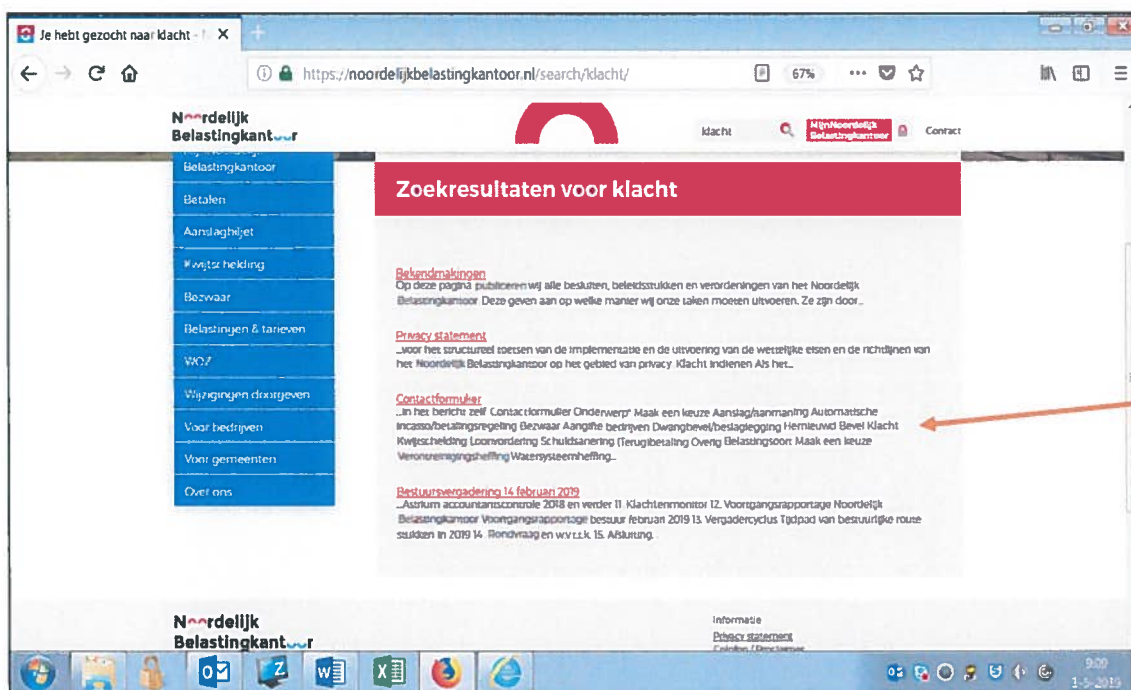 Je hebt gezocht naar klacht -
https://noordelijkbelastingkantoor.nl/search/klacht/
67%
Noordelijk
Belastingkantoor
klacht
MijnNoordelijk
Belastingkantoor
Contact
Belastingkantoor
Betalen
Aanslagbiljet
Kwijtschelding
Bezwaar
Belastingen & tarieven
WOZ
Wijzigingen doorgeven
Voor bedrijven
Voor gemeenten
Over ons
Zoekresultaten voor klacht
Bekendmakingen
Op deze pagina publiceren wij alle besluiten, beleidsstukken en verordeningen van het Noordelijk
Belastingkantoor. Deze geven aan op welke manier wij onze taken moeten uitvoeren. Ze zijn door...
Privacy statement
...voor het structureel toetsen van de implementatie en de uitvoering van de wettelijke eisen en de richtlijnen van
het Noordelijk Belastingkantoor op het gebied van privacy. Klacht indienen Als het...
Contactformulier
...in het bericht zelf. Contactformulier Onderwerp* Maak een keuze Aanslag/aanmaning Automatische
incasso/betalingsregeling Bezwaar Aangifte bedrijven Dwangbevel/beslaglegging Hernieuwd Bevel Klacht
Kwijtschelding Loonvordering Schuldsanering (Terug)betaling Overig Belastingsoort Maak een keuze
Verontreinigingsheffing Watersysteemheffing...
Bestuursvergadering 14 februari 2019
...Astrium accountantscontrole 2018 en verder 11. Klachtenmonitor 12. Voortgangsrapportage Noordelijk
Belastingkantoor Voortgangsrapportage bestuur februari 2019 13. Vergadercyclus Tijdpad van bestuurlijke route
stukken in 2019 14. Rondvraag en w.v.t.t.k. 15. Afsluiting.
Noordelijk
Belastingkantoor
Informatie
Privacy statement
Colofon / Disclaimer
9:09
1-5-2019